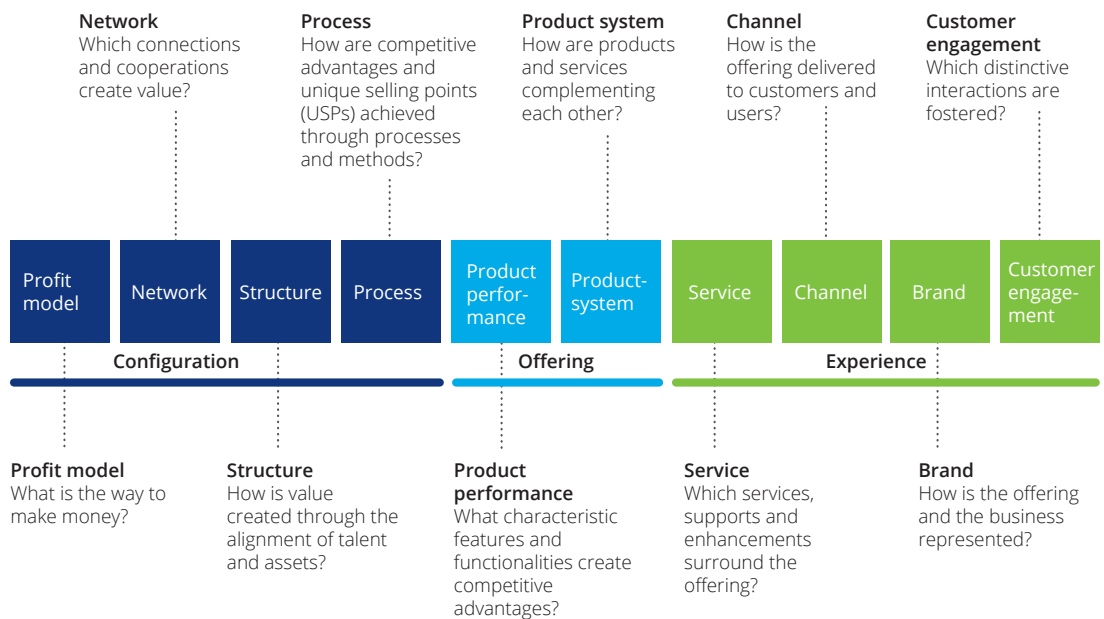 Network
Which connections
and cooperations
create value?
Process
How are competitive
advantages and
unique selling points
(USPs) achieved
through processes
and methods?
Product system
How are products
and services
complementing
each other?
Channel
How is the
offering delivered
to customers and
users?
Customer
engagement
Which distinctive
interactions are
fostered?
Profit
model
Network
Structure
Process
Product
perfor-
mance
Product-
system
Service
Channel
Brand
Customer
engage-
ment
Configuration
Offering
Experience
Profit model
What is the way to
make money?
Structure
How is value
created through the
alignment of talent
and assets?
Product
performance
What characteristic
features and
functionalities create
competitive
advantages?
Service
Which services,
supports and
enhancements
surround the
offering?
Brand
How is the offering
and the business
represented?